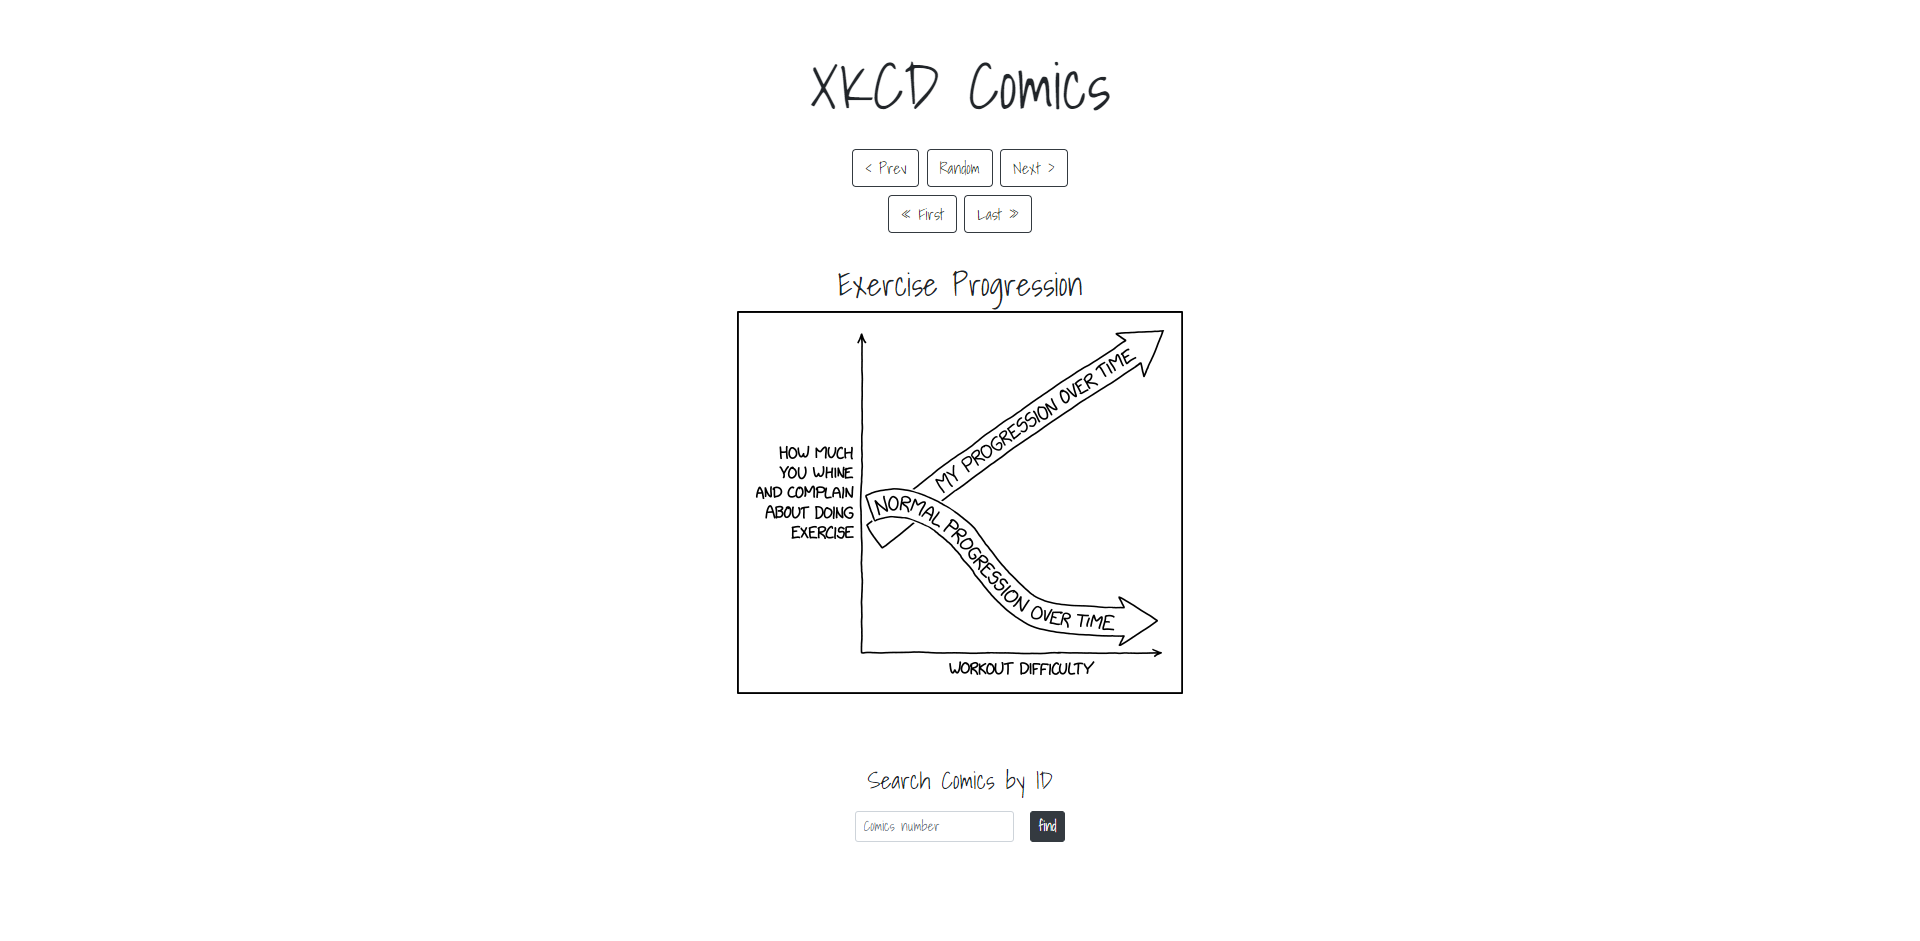 XKCD Comics
< Prev
Random
Next >
« First
Last »
Exercise Progression
MY PROGRESSION OVER TIME
HOW MUCH
YOU WHINE
AND COMPLAIN
ABOUT DOING
EXERCISE
NORMAL PROGRESSION OVER TIME
WORKOUT DIFFICULTY
Search Comics by ID
Comics number
find